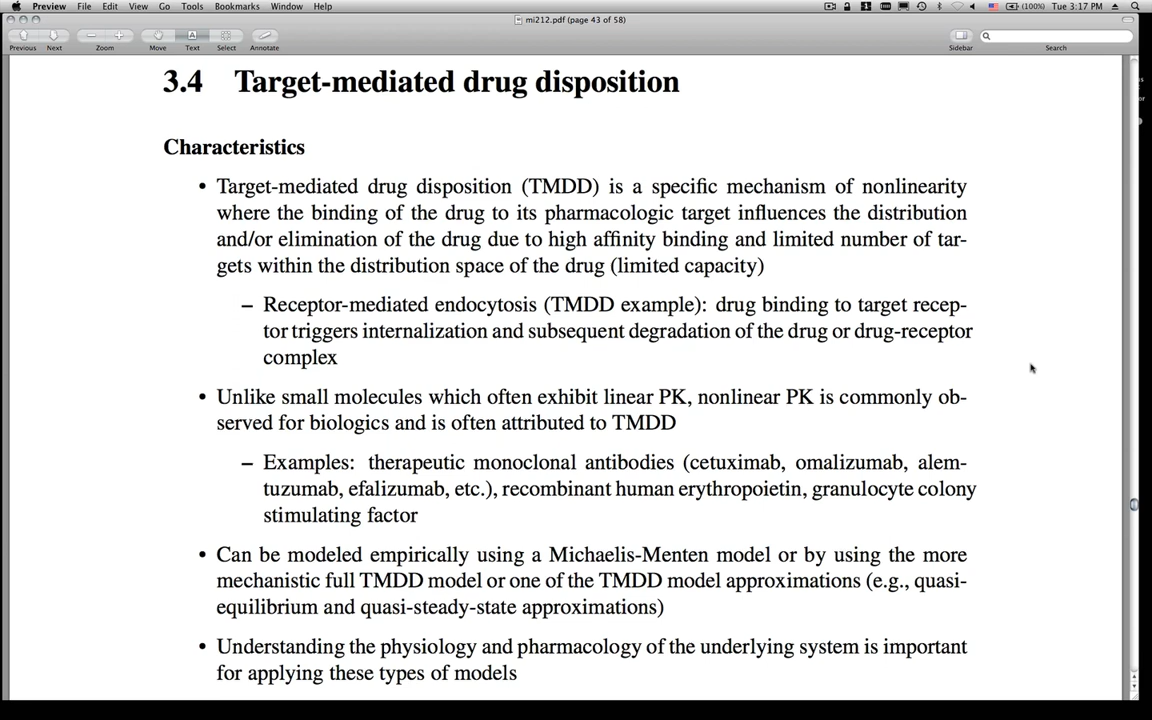 Preview File Edit View Go Tools Bookmarks Window Help (100%) Tue 3:17 PM
mi212.pdf (page 43 of 58)
Previous Next Zoom Move Text Select Annotate Sidebar Search
3.4 Target-mediated drug disposition
Characteristics
• Target-mediated drug disposition (TMDD) is a specific mechanism of nonlinearity
where the binding of the drug to its pharmacologic target influences the distribution
and/or elimination of the drug due to high affinity binding and limited number of tar-
gets within the distribution space of the drug (limited capacity)
– Receptor-mediated endocytosis (TMDD example): drug binding to target recep-
tor triggers internalization and subsequent degradation of the drug or drug-receptor
complex
• Unlike small molecules which often exhibit linear PK, nonlinear PK is commonly ob-
served for biologics and is often attributed to TMDD
– Examples: therapeutic monoclonal antibodies (cetuximab, omalizumab, alem-
tuzumab, efalizumab, etc.), recombinant human erythropoietin, granulocyte colony
stimulating factor
• Can be modeled empirically using a Michaelis-Menten model or by using the more
mechanistic full TMDD model or one of the TMDD model approximations (e.g., quasi-
equilibrium and quasi-steady-state approximations)
• Understanding the physiology and pharmacology of the underlying system is important
for applying these types of models